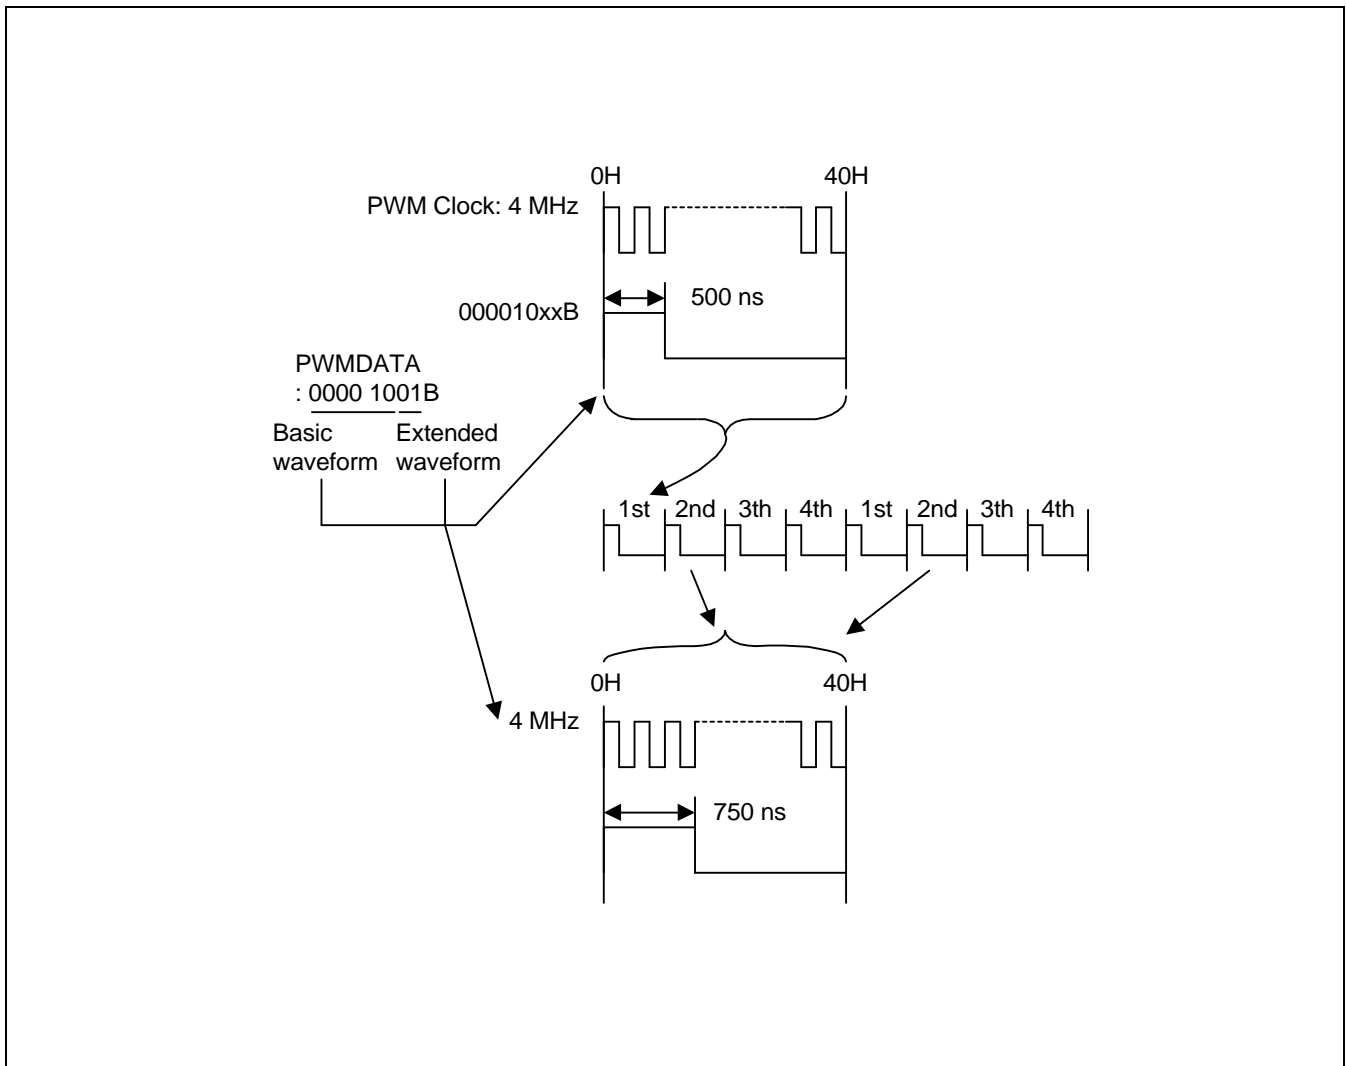 0H 40H
PWM Clock: 4 MHz
500 ns
000010xxB
PWMDATA
: 0000 1001B
Basic waveform
Extended waveform
1st 2nd 3th 4th 1st 2nd 3th 4th
0H 40H
4 MHz
750 ns